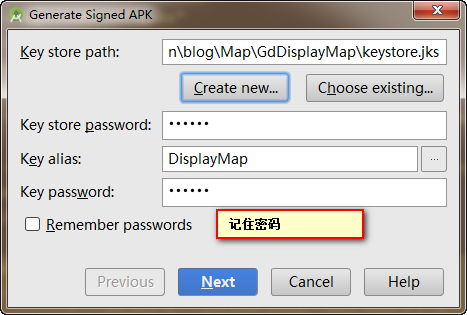 Generate Signed APK
Key store path:
n\blog\Map\GdDisplayMap\keystore.jks
Create new...
Choose existing...
Key store password:
••••••
Key alias:
DisplayMap
...
Key password:
••••••
Remember passwords
记住密码
Previous
Next
Cancel
Help